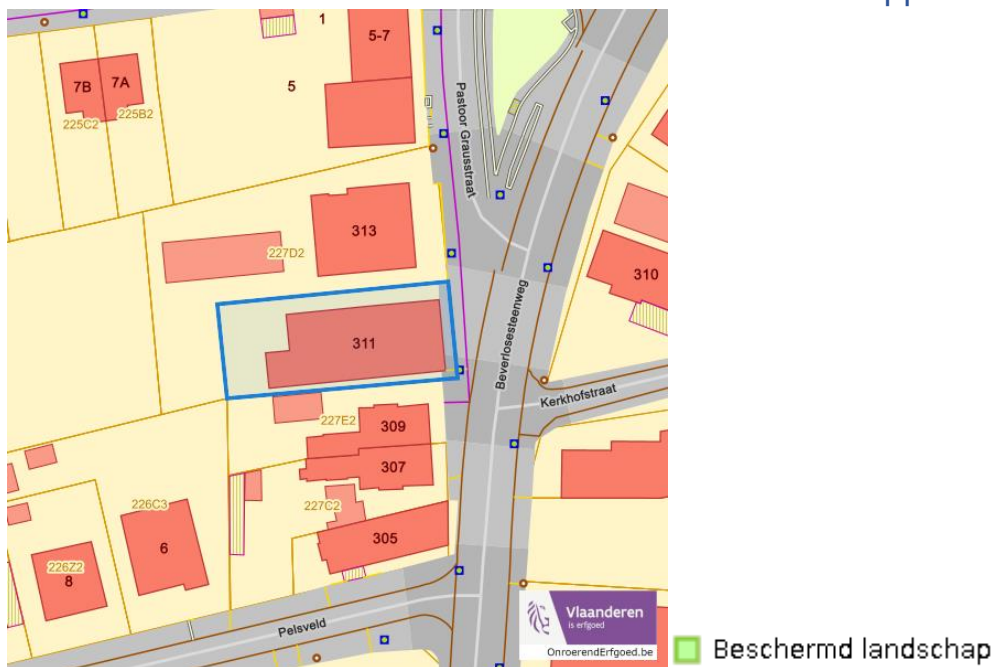 1
5-7
5
7B
7A
225C2
225B2
Pastoor Grausstraat
313
227D2
310
311
Beverlosesteenweg
Kerkhofstraat
227E2
309
307
226C3
227C2
305
6
226Z2
8
Pelsveld
Vlaanderen
is erfgoed
OnroerendErfgoed.be
Beschermd landschap